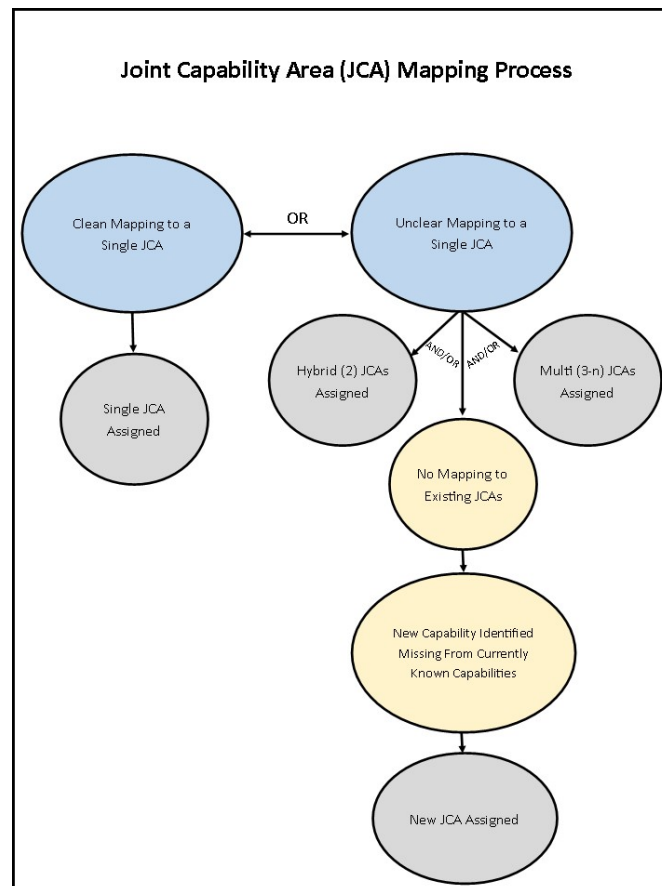 Joint Capability Area (JCA) Mapping Process
Clean Mapping to a
Single JCA
OR
Unclear Mapping to a
Single JCA
AND/OR
AND/OR
Hybrid (2) JCAs
Assigned
Multi (3-n) JCAs
Assigned
Single JCA
Assigned
No Mapping to
Existing JCAs
New Capability Identified
Missing From Currently
Known Capabilities
New JCA Assigned